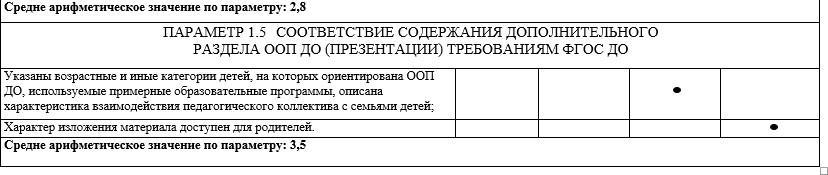 Средне арифметическое значение по параметру: 2,8
ПАРАМЕТР 1.5 СООТВЕТСТВИЕ СОДЕРЖАНИЯ ДОПОЛНИТЕЛЬНОГО
РАЗДЕЛА ООП ДО (ПРЕЗЕНТАЦИИ) ТРЕБОВАНИЯМ ФГОС ДО
Указаны возрастные и иные категории детей, на которых ориентирована ООП
ДО, используемые примерные образовательные программы, описана
характеристика взаимодействия педагогического коллектива с семьями детей;
•
Характер изложения материала доступен для родителей.
•
Средне арифметическое значение по параметру: 3,5